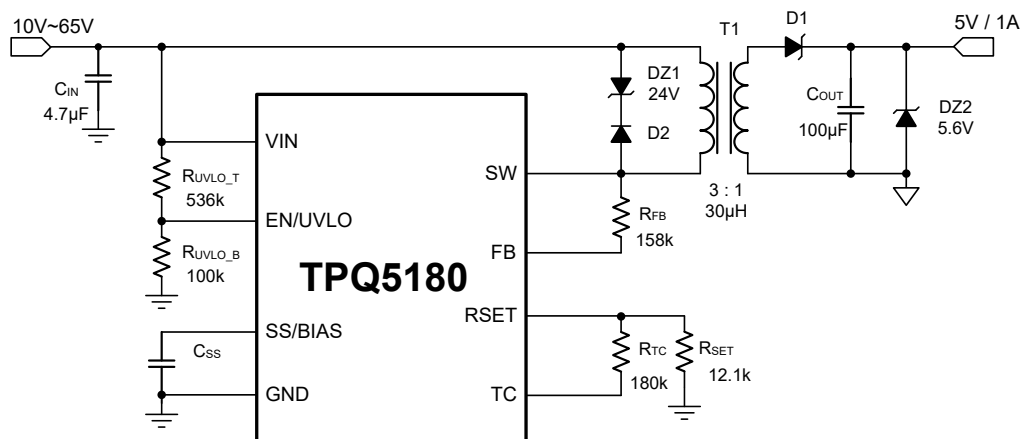 10V~65V
5V / 1A
D1
T1
CIN
4.7µF
DZ1
24V
D2
COUT
100µF
DZ2
5.6V
VIN
SW
RUVLO_T
536k
3 : 1
30µH
RFB
158k
EN/UVLO
FB
RUVLO_B
100k
TPQ5180
RSET
SS/BIAS
CSS
RTC
180k
RSET
12.1k
GND
TC